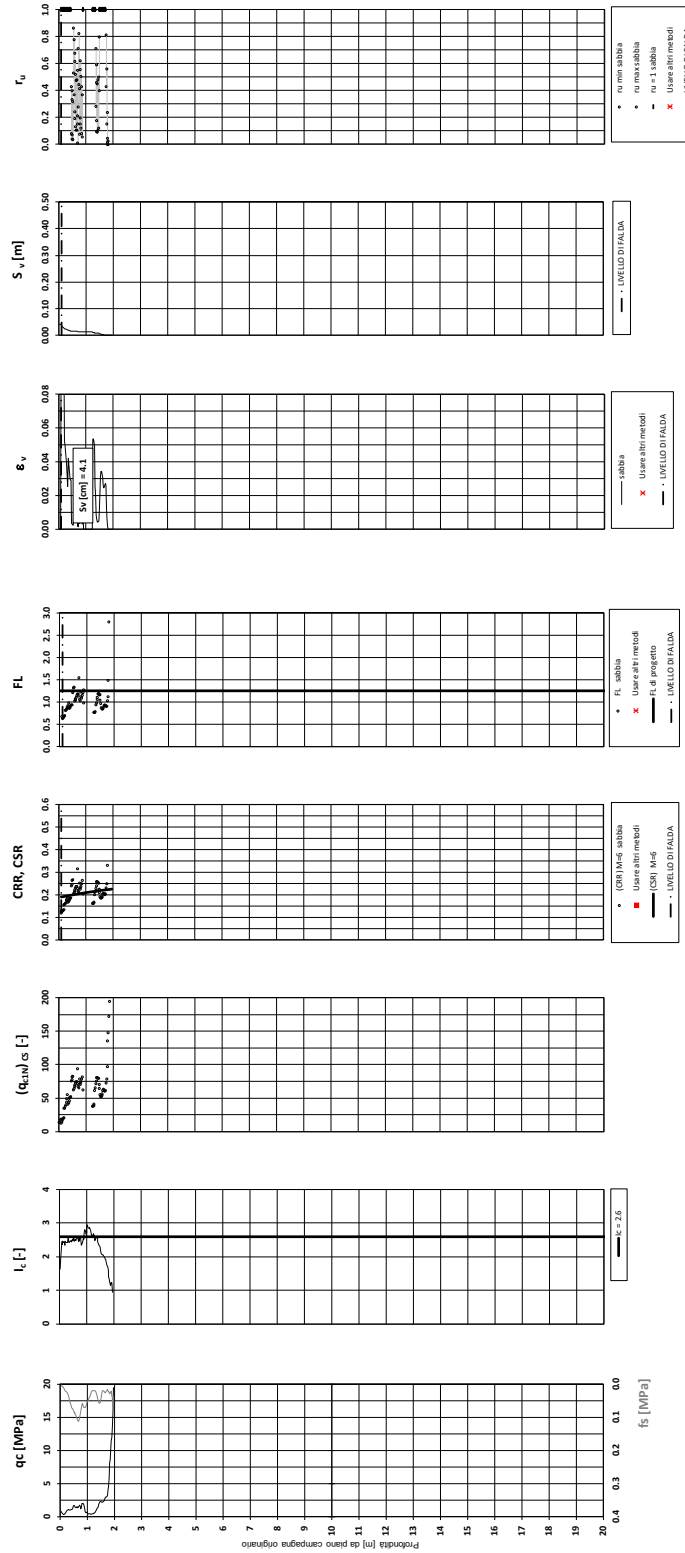 qc [MPa]
20
15
10
5
0
0.0
0.1
0.2
0.3
0.4
fs [MPa]
Profondità [m] da piano campagna originario
0
1
2
3
4
5
6
7
8
9
10
11
12
13
14
15
16
17
18
19
20
Ic [-]
0
1
2
3
4
Ic = 2.6
(qc1N) cs [-]
0
50
100
150
200
CRR, CSR
0.0
0.1
0.2
0.3
0.4
0.5
0.6
(CRR) M=6 sabbia
Usare altri metodi
(CSR) M=6
LIVELLO DI FALDA
FL
0.0
0.5
1.0
1.5
2.0
2.5
3.0
FL sabbia
Usare altri metodi
FL di progetto
LIVELLO DI FALDA
εv
0.00
0.02
0.04
0.06
0.08
Sv [cm] = 4.1
sabbia
Usare altri metodi
LIVELLO DI FALDA
S v [m]
0.00
0.10
0.20
0.30
0.40
0.50
LIVELLO DI FALDA
ru
0.0
0.2
0.4
0.6
0.8
1.0
ru min sabbia
ru max sabbia
ru = 1 sabbia
Usare altri metodi